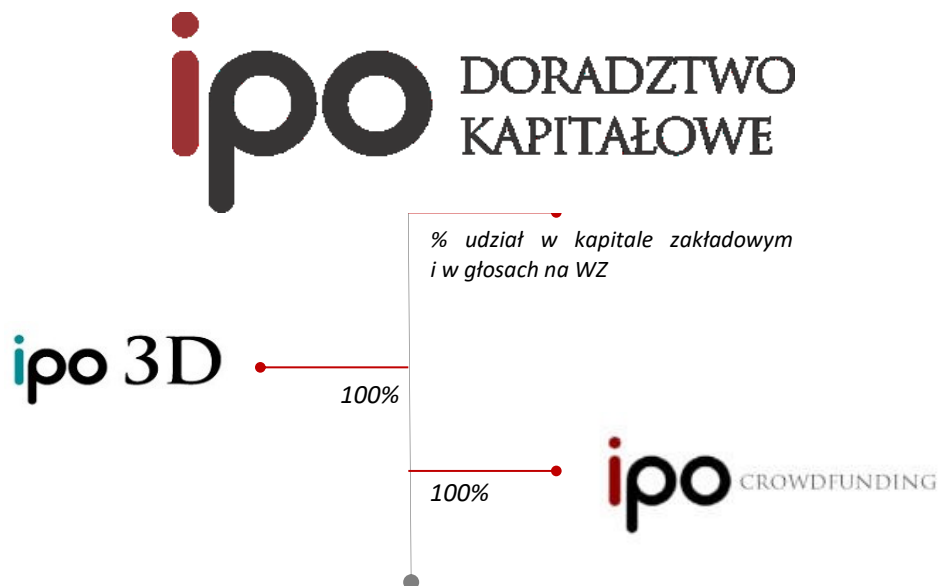 ipo DORADZTWO
KAPITAŁOWE
% udział w kapitale zakładowym
i w głosach na WZ
ipo 3D
100%
100%
ipo CROWDFUNDING